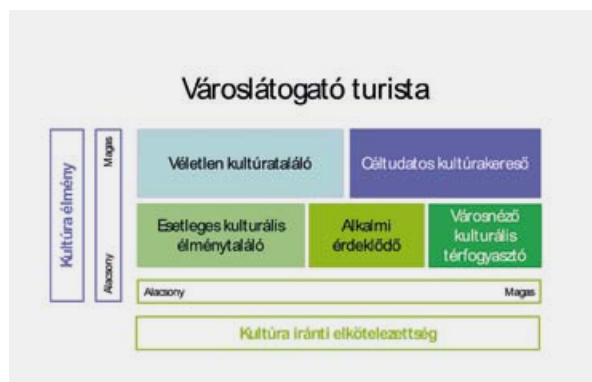 Városlátogató turista
Kultúra élmény
Magas
Alacsony
Véletlen kultúrataláló
Céltudatos kultúrakereső
Esetleges kulturális
élménytaláló
Alkalmi
érdeklődő
Városnéző
kulturális
térfogyasztó
Alacsony
Magas
Kultúra iránti elkötelezettség